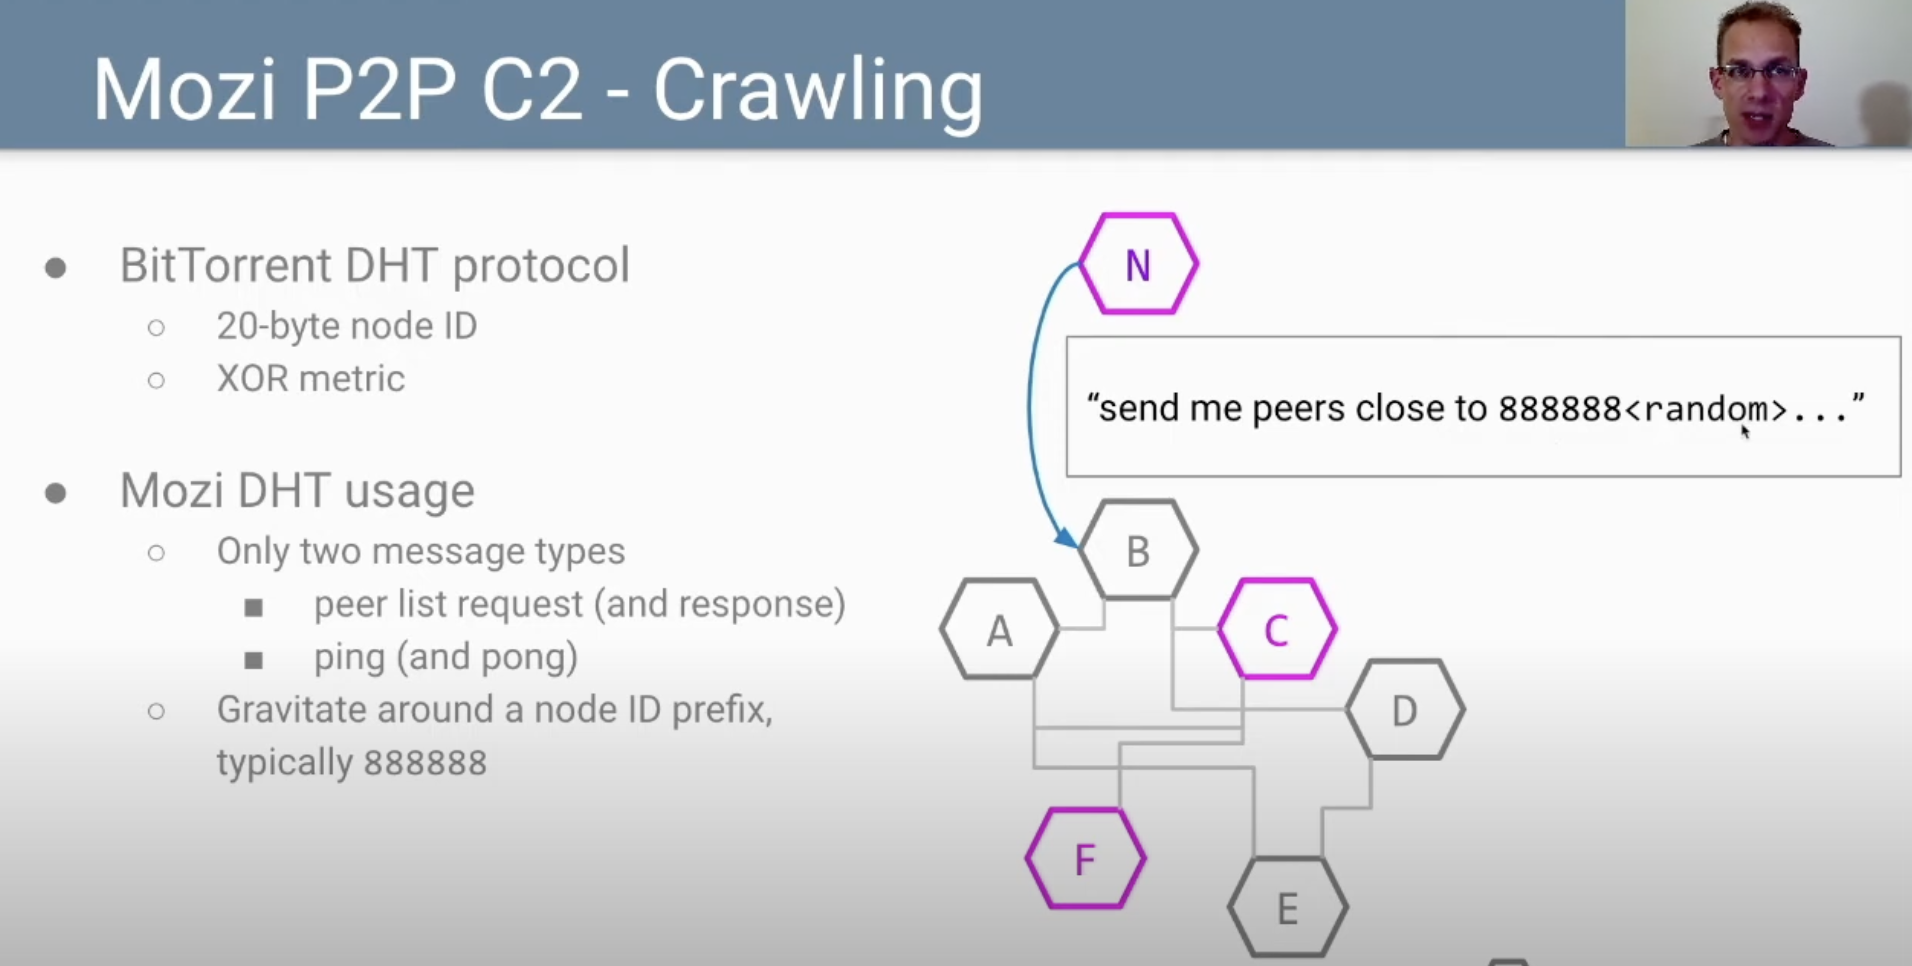 Mozi P2P C2 - Crawling
BitTorrent DHT protocol
20-byte node ID
XOR metric
Mozi DHT usage
Only two message types
peer list request (and response)
ping (and pong)
Gravitate around a node ID prefix,
typically 888888
N
“send me peers close to 888888<random>...”
B
A
C
D
F
E